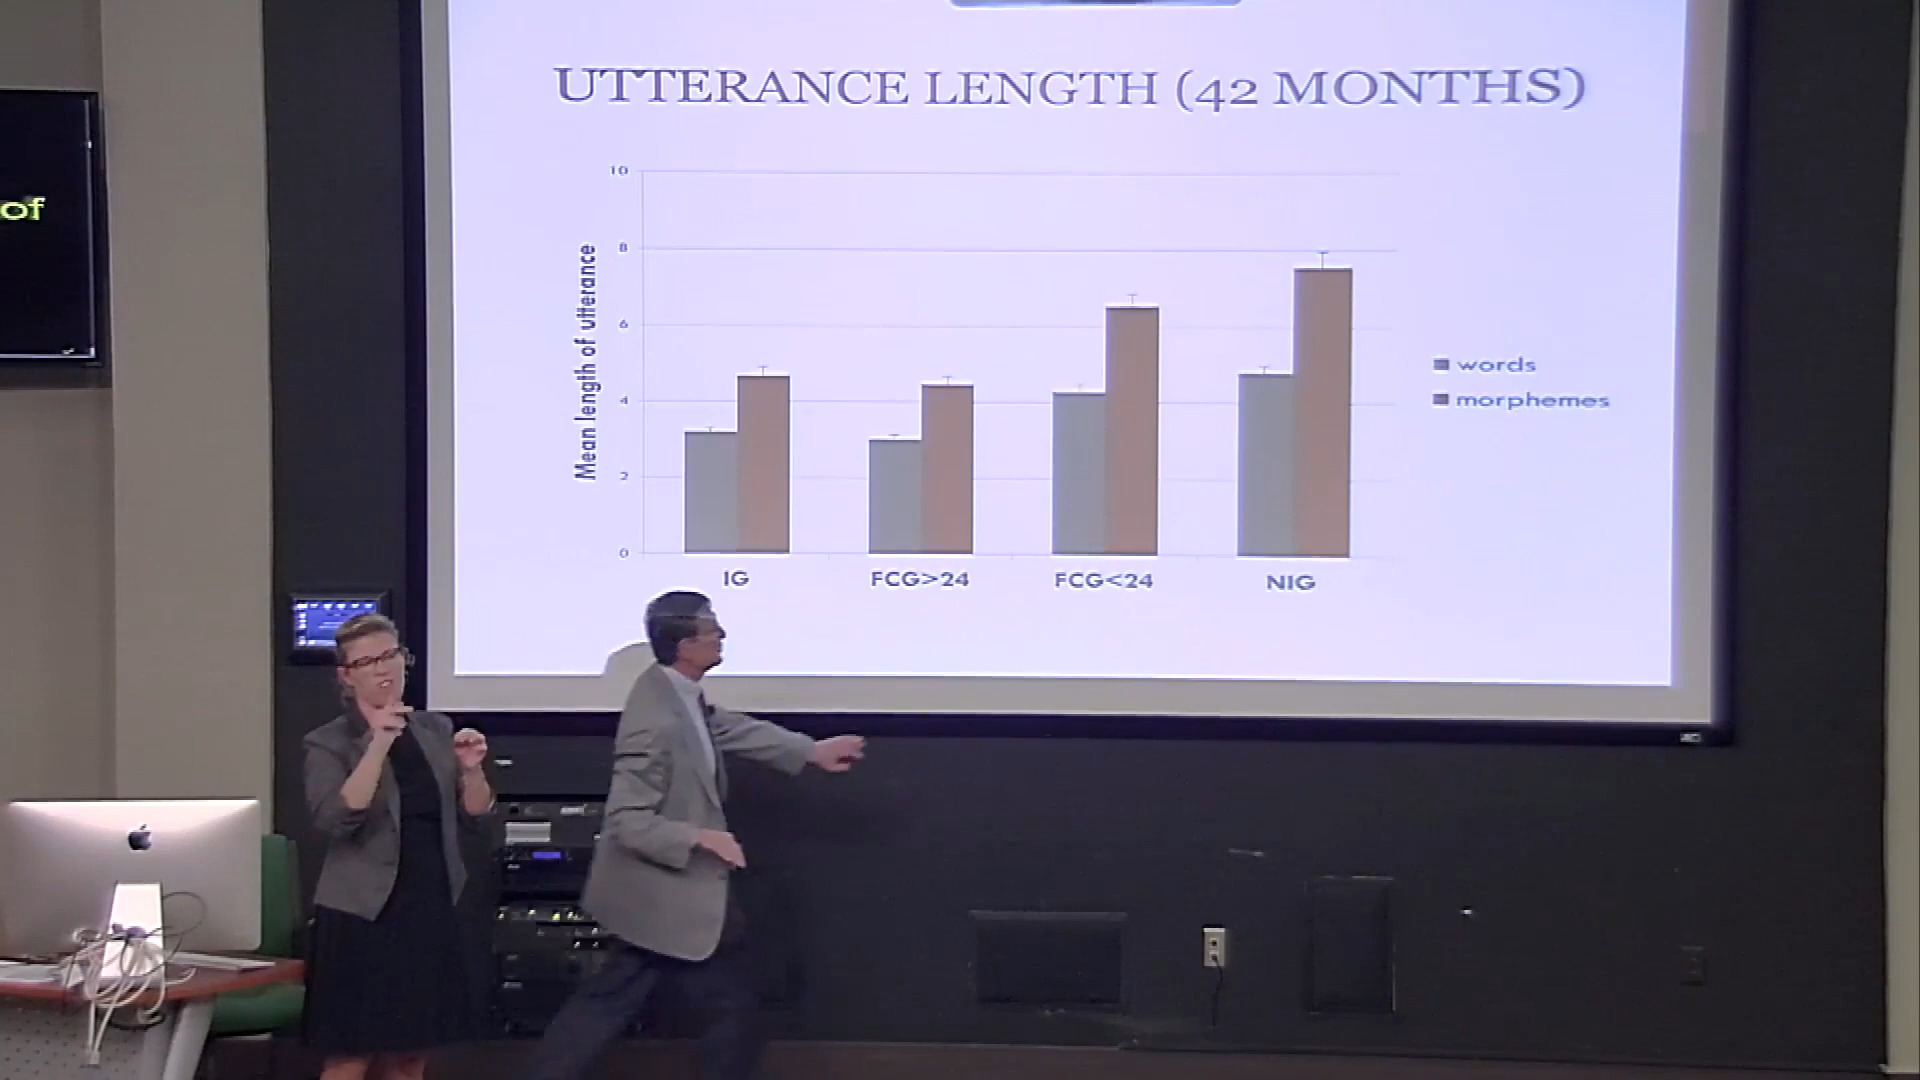 of
UTTERANCE LENGTH (42 MONTHS)
Mean length of utterance
10
8
6
4
2
0
IG
FCG>24
FCG<24
NIG
words
morphemes